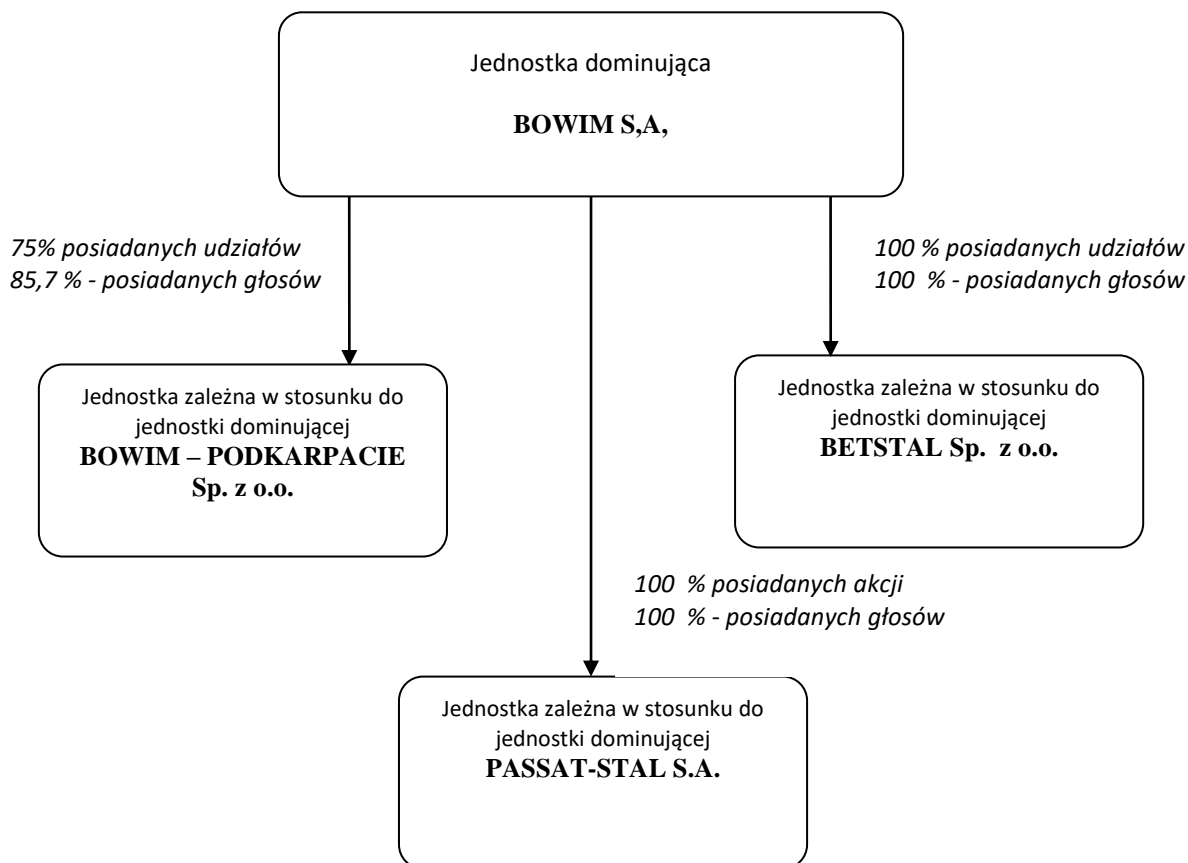 Jednostka dominująca
BOWIM S,A,
75% posiadanych udziałów
85,7 % - posiadanych głosów
100 % posiadanych udziałów
100 % - posiadanych głosów
Jednostka zależna w stosunku do
jednostki dominującej
BOWIM – PODKARPACIE
Sp. z o.o.
Jednostka zależna w stosunku do
jednostki dominującej
BETSTAL Sp. z o.o.
100 % posiadanych akcji
100 % - posiadanych głosów
Jednostka zależna w stosunku do
jednostki dominującej
PASSAT-STAL S.A.